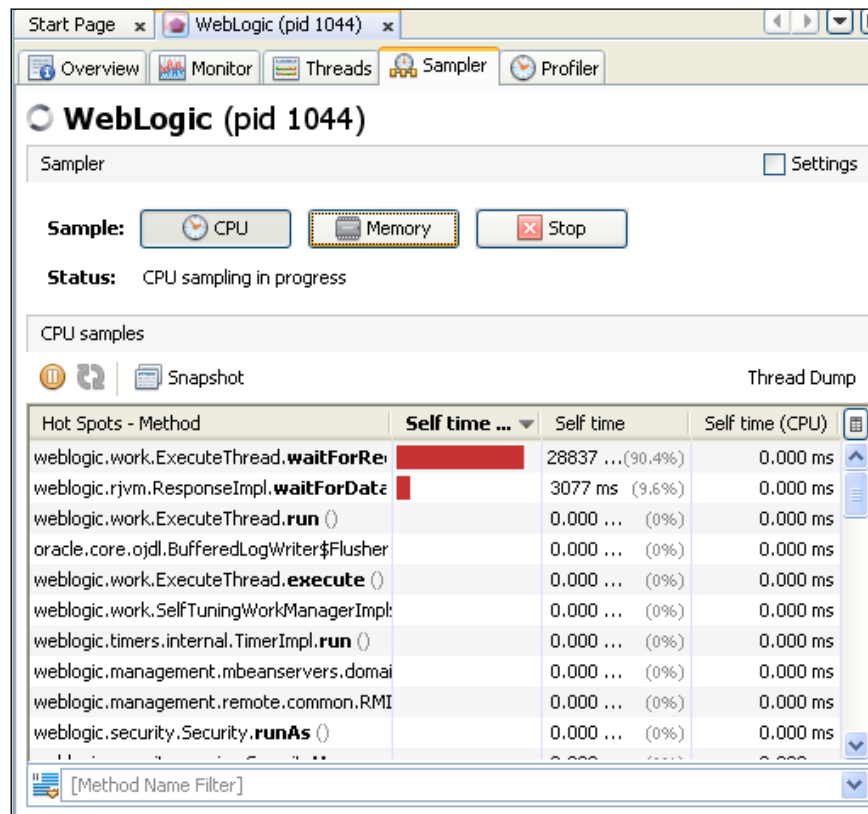 Start Page x WebLogic (pid 1044) x
Overview Monitor Threads Sampler Profiler
WebLogic (pid 1044)
Sampler Settings
Sample: CPU Memory Stop
Status: CPU sampling in progress
CPU samples
Snapshot Thread Dump
Hot Spots - Method Self time ... Self time Self time (CPU)
weblogic.work.ExecuteThread.waitForRe 28837 ...(90.4%) 0.000 ms
weblogic.rjvm.ResponseImpl.waitForData 3077 ms (9.6%) 0.000 ms
weblogic.work.ExecuteThread.run () 0.000 ... (0%) 0.000 ms
oracle.core.ojdl.BufferedLogWriter$Flusher 0.000 ... (0%) 0.000 ms
weblogic.work.ExecuteThread.execute () 0.000 ... (0%) 0.000 ms
weblogic.work.SelfTuningWorkManagerImpl 0.000 ... (0%) 0.000 ms
weblogic.timers.internal.TimerImpl.run () 0.000 ... (0%) 0.000 ms
weblogic.management.mbeanservers.domai 0.000 ... (0%) 0.000 ms
weblogic.management.remote.common.RMI 0.000 ... (0%) 0.000 ms
weblogic.security.Security.runAs () 0.000 ... (0%) 0.000 ms
[Method Name Filter]